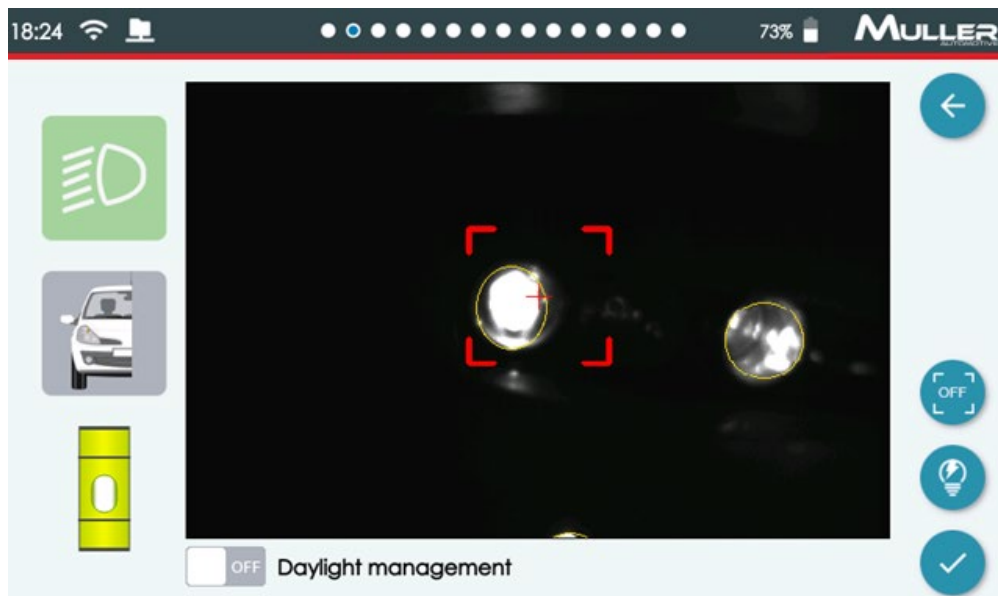 18:24
73%
MULLER
AUTOMOTIVE
OFF
OFF
Daylight management